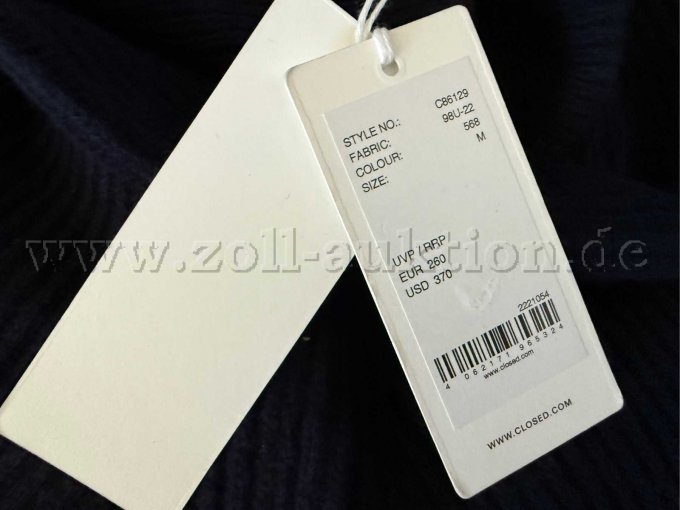 STYLE NO.: C86129
FABRIC: 98U-22
COLOUR: 568
SIZE: M
UVP / RRP
EUR 260
USD 370
2221054
4 062171 965324
www.closed.com
WWW.CLOSED.COM
www.zoll-auktion.de